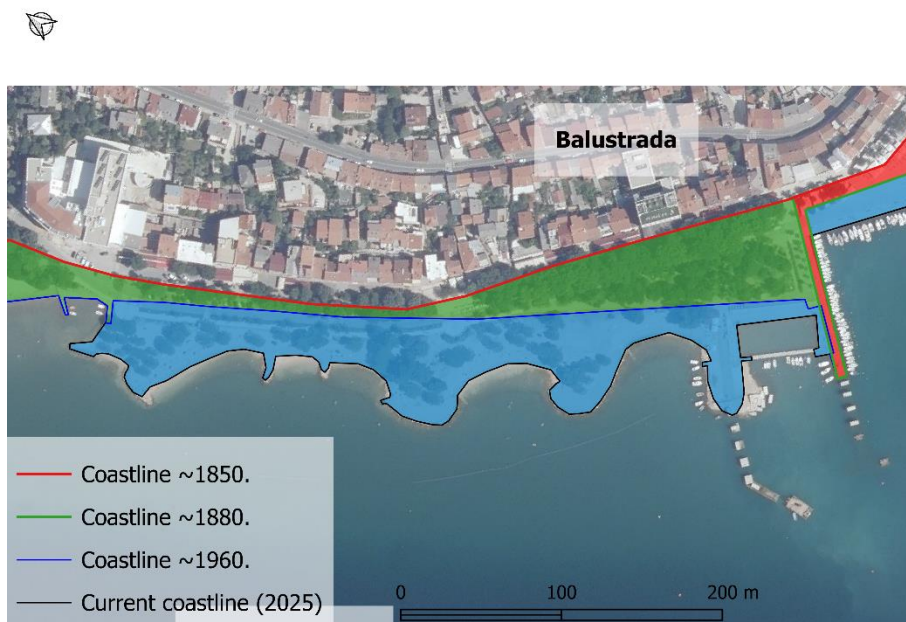 Balustrada
Coastline ~1850.
Coastline ~1880.
Coastline ~1960.
Current coastline (2025)
0 100 200 m